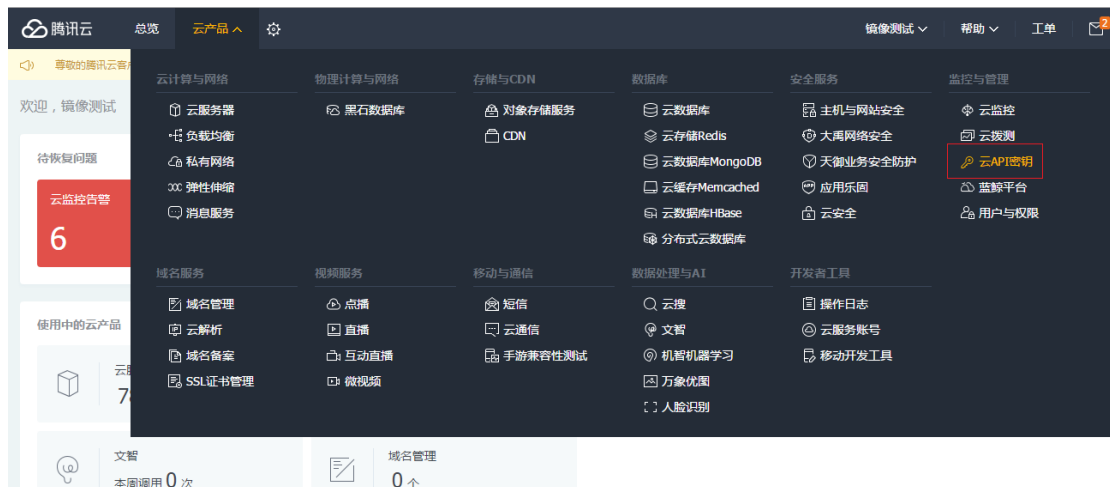 腾讯云 总览 云产品 镜像测试 帮助 工单 2
尊敬的腾讯云客
欢迎，镜像测试
待恢复问题
云监控告警
6
使用中的云产品
云计算与网络
云服务器
负载均衡
私有网络
弹性伸缩
消息服务
物理计算与网络
黑石数据库
存储与CDN
对象存储服务
CDN
数据库
云数据库
云存储Redis
云数据库MongoDB
云缓存Memcached
云数据库HBase
分布式云数据库
安全服务
主机与网站安全
大禹网络安全
天御业务安全防护
应用乐固
云安全
监控与管理
云监控
云拨测
云API密钥
蓝鲸平台
用户与权限
域名服务
域名管理
云解析
域名备案
SSL证书管理
视频服务
点播
直播
互动直播
微视频
移动与通信
短信
云通信
手游兼容性测试
数据处理与AI
云搜
文智
机智机器学习
万象优图
人脸识别
开发者工具
操作日志
云服务账号
移动开发工具
文智
本周调用 0 次
域名管理
0 个